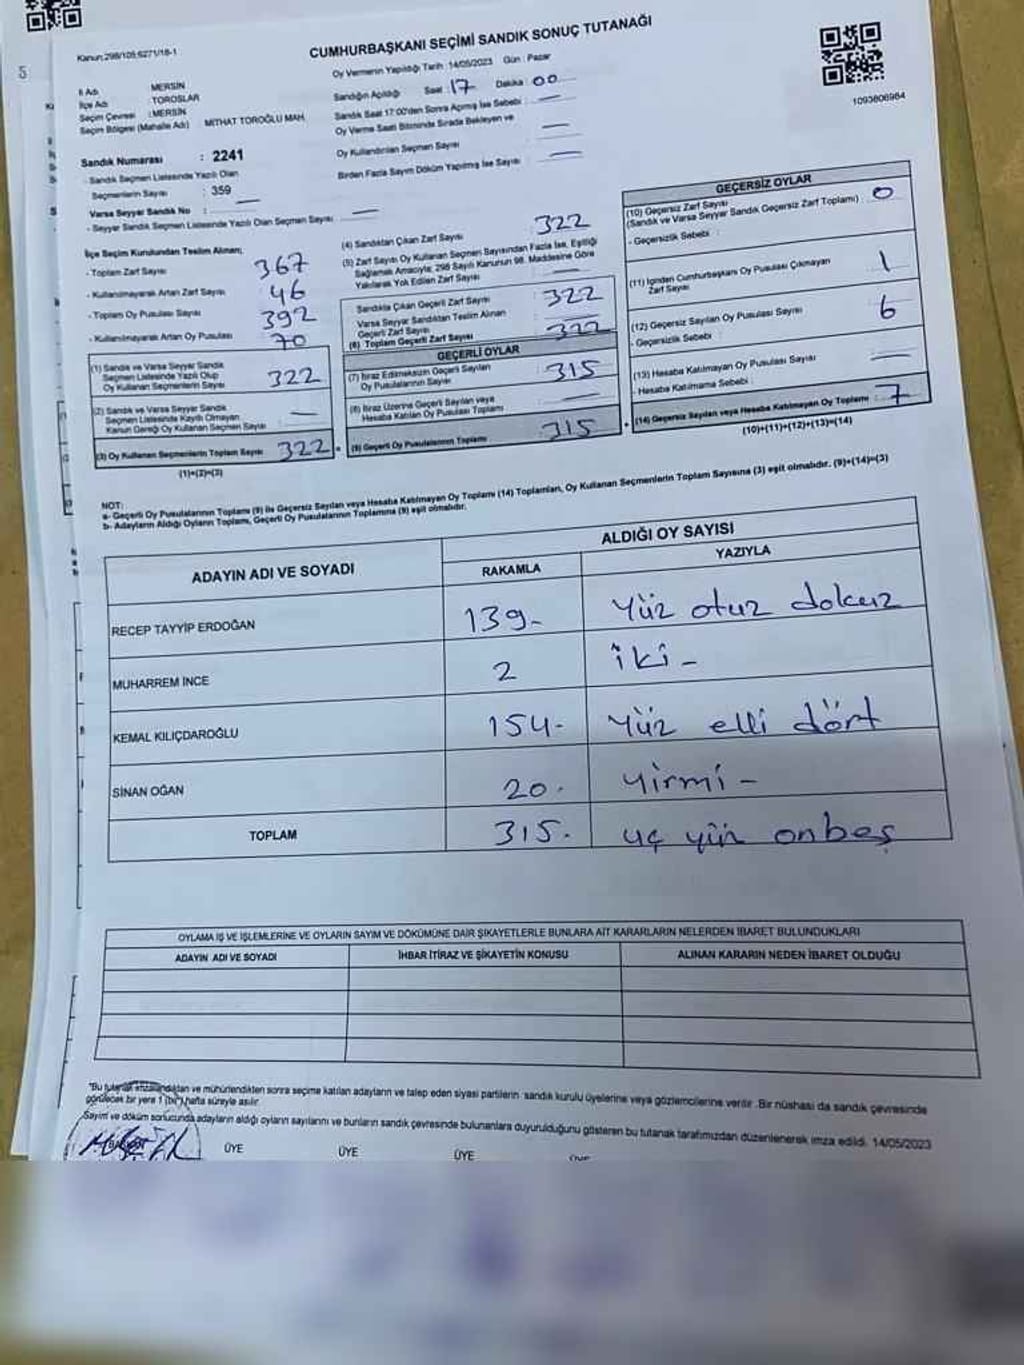 5
Kanun:298/105;6271/18-1
CUMHURBAŞKANI SEÇİMİ SANDIK SONUÇ TUTANAĞI
Oy Vermenin Yapıldığı Tarih :14/05/2023 Gün : Pazar
İl Adı MERSİN
İlçe Adı : TOROSLAR
Seçim Çevresi : MERSİN
Seçim Bölgesi (Mahalle Adı) MİTHAT TOROĞLU MAH.
Sandığın Açıldığı Saat : 17 Dakika : 00
Sandık Saat 17:00'den Sonra Açımış İse Sebebi : —
Oy Verme Saati Bitiminde Sırada Bekleyen ve
Oy Kullandırılan Seçmen Sayısı —
Birden Fazla Sayım Döküm Yapılmış İse Sayısı —
1093606964
Sandık Numarası : 2241
- Sandık Seçmen Listesinde Yazılı Olan
Seçmenlerin Sayısı : 359
Varsa Seyyar Sandık No : —
- Seyyar Sandık Seçmen Listesinde Yazılı Olan Seçmen Sayısı —
İlçe Seçim Kurulundan Teslim Alınan;
- Toplam Zarf Sayısı 367
- Kullanılmayarak Artan Zarf Sayısı 46
- Toplam Oy Pusulası Sayısı 392
- Kullanılmayarak Artan Oy Pusulası 70
(1) Sandık ve Varsa Seyyar Sandık
Seçmen Listesinde Yazılı Olup
Oy Kullanan Seçmenlerin Sayısı 322
(2) Sandık ve Varsa Seyyar Sandık
Seçmen Listesinde Kayıtlı Olmayan
Kanun Gereği Oy Kullanan Seçmen Sayısı —
(3) Oy Kullanan Seçmenlerin Toplam Sayısı 322
(1)+(2)=(3)
(4) Sandıktan Çıkan Zarf Sayısı 322
(5) Zarf Sayısı Oy Kullanan Seçmen Sayısından Fazla İse, Eşitliği
Sağlamak Amacıyla; 298 Sayılı Kanunun 98. Maddesine Göre
Yakılarak Yok Edilen Zarf Sayısı —
Sandıkta Çıkan Geçerli Zarf Sayısı 322
Varsa Seyyar Sandıktan Teslim Alınan
Geçerli Zarf Sayısı —
(6) Toplam Geçerli Zarf Sayısı 322
GEÇERLİ OYLAR
(7) İtiraz Edilmeksizin Geçerli Sayılan
Oy Pusulalarının Sayısı 315
(8) İtiraz Üzerine Geçerli Sayılan veya
Hesaba Katılan Oy Pusulası Toplamı —
(9) Geçerli Oy Pusulalarının Toplamı 315
GEÇERSİZ OYLAR
(10) Geçersiz Zarf Sayısı
(Sandık ve Varsa Seyyar Sandık Geçersiz Zarf Toplamı) : 0
- Geçersizlik Sebebi :
(11) İçinden Cumhurbaşkanı Oy Pusulası Çıkmayan
Zarf Sayısı 1
(12) Geçersiz Sayılan Oy Pusulası Sayısı 6
- Geçersizlik Sebebi :
(13) Hesaba Katılmayan Oy Pusulası Sayısı —
- Hesaba Katılmama Sebebi :
(14) Geçersiz Sayılan veya Hesaba Katılmayan Oy Toplamı : 7
(10)+(11)+(12)+(13)=(14)
NOT:
a- Geçerli Oy Pusulalarının Toplamı (9) ile Geçersiz Sayılan veya Hesaba Katılmayan Oy Toplamı (14) Toplamları, Oy Kullanan Seçmenlerin Toplam Sayısına (3) eşit olmalıdır. (9)+(14)=(3)
b- Adayların Aldığı Oyların Toplamı, Geçerli Oy Pusulalarının Toplamına (9) eşit olmalıdır.
ADAYIN ADI VE SOYADI
ALDIĞI OY SAYISI
RAKAMLA YAZIYLA
RECEP TAYYİP ERDOĞAN 139- Yüz otuz dokuz
MUHARREM İNCE 2 iki -
KEMAL KILIÇDAROĞLU 154- Yüz elli dört
SİNAN OĞAN 20. yirmi -
TOPLAM 315. üç yüz onbeş
OYLAMA İŞ VE İŞLEMLERİNE VE OYLARIN SAYIM VE DÖKÜMÜNE DAİR ŞİKAYETLERLE BUNLARA AİT KARARLARIN NELERDEN İBARET BULUNDUKLARI
ADAYIN ADI VE SOYADI İHBAR İTİRAZ VE ŞİKAYETİN KONUSU ALINAN KARARIN NEDEN İBARET OLDUĞU
"Bu tutanak imzalandıktan ve mühürlendikten sonra seçime katılan adayların ve talep eden siyasi partilerin sandık kurulu üyelerine veya gözlemcilerine verilir. Bir nüshası da sandık çevresinde
görülecek bir yere 1 (bir) hafta süreyle asılır.
Sayım ve döküm sonucunda adayların aldığı oyların sayılarını ve bunların sandık çevresinde bulunanlara duyurulduğunu gösteren bu tutanak tarafımızdan düzenlenerek imza edildi. 14/05/2023
BAŞKAN ÜYE ÜYE ÜYE